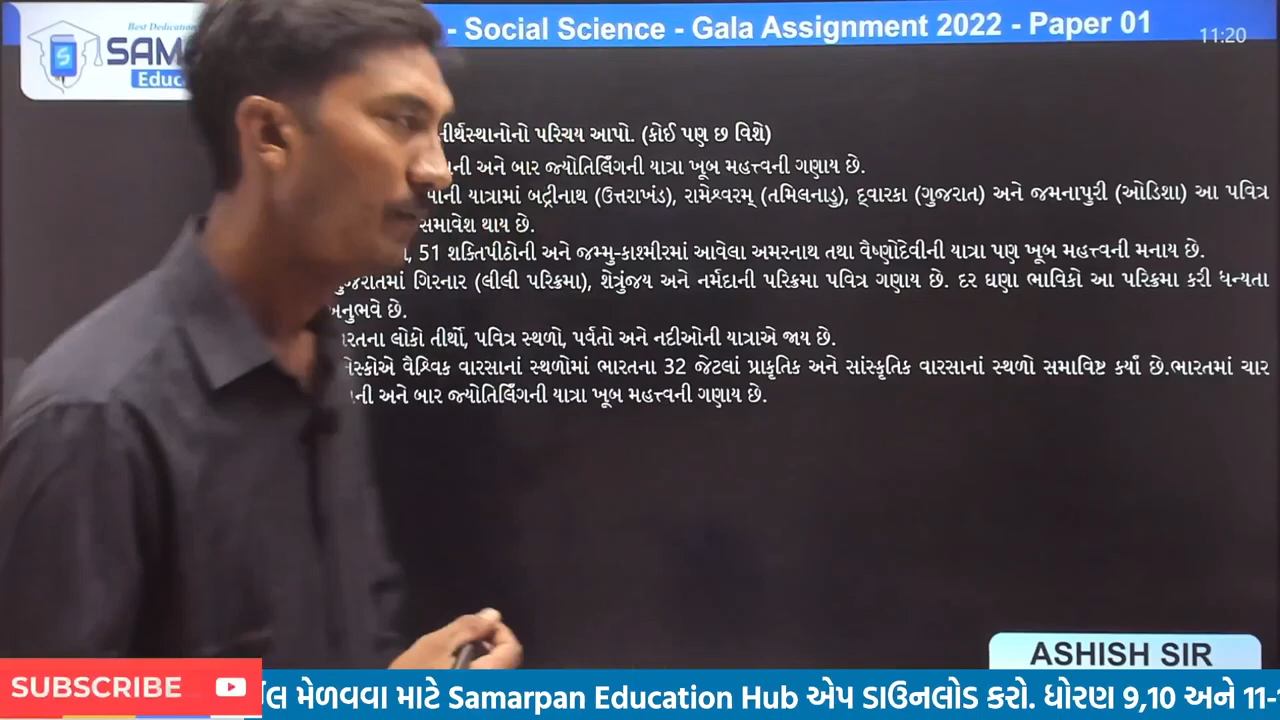 Best Dedication
- Social Science - Gala Assignment 2022 - Paper 01
11:20
તીર્થસ્થાનોનો પરિચય આપો. (કોઈ પણ છ વિશે)
અને બાર જ્યોતિર્લિંગની યાત્રા ખૂબ મહત્ત્વની ગણાય છે.
યાત્રામાં બદ્રીનાથ (ઉત્તરાખંડ), રામેશ્વરમ્ (તમિલનાડુ), દ્વારકા (ગુજરાત) અને જમનાપુરી (ઓડિશા) આ પવિત્ર
સમાવેશ થાય છે.
51 શક્તિપીઠોની અને જમ્મુ-કાશ્મીરમાં આવેલા અમરનાથ તથા વૈષ્ણોદેવીની યાત્રા પણ ખૂબ મહત્ત્વની મનાય છે.
ગુજરાતમાં ગિરનાર (લીલી પરિક્રમા), શેત્રુંજય અને નર્મદાની પરિક્રમા પવિત્ર ગણાય છે. દર ઘણા ભાવિકો આ પરિક્રમા કરી ધન્યતા
અનુભવે છે.
લોકો તીર્થો, પવિત્ર સ્થળો, પર્વતો અને નદીઓની યાત્રાએ જાય છે.
વૈશ્વિક વારસાનાં સ્થળોમાં ભારતના 32 જેટલાં પ્રાકૃતિક અને સાંસ્કૃતિક વારસાનાં સ્થળો સમાવિષ્ટ કર્યાં છે.ભારતમાં ચાર
અને બાર જ્યોતિર્લિંગની યાત્રા ખૂબ મહત્ત્વની ગણાય છે.
ASHISH SIR
SUBSCRIBE
મેળવવા માટે Samarpan Education Hub એપ ડાઉનલોડ કરો. ધોરણ 9,10 અને 11-